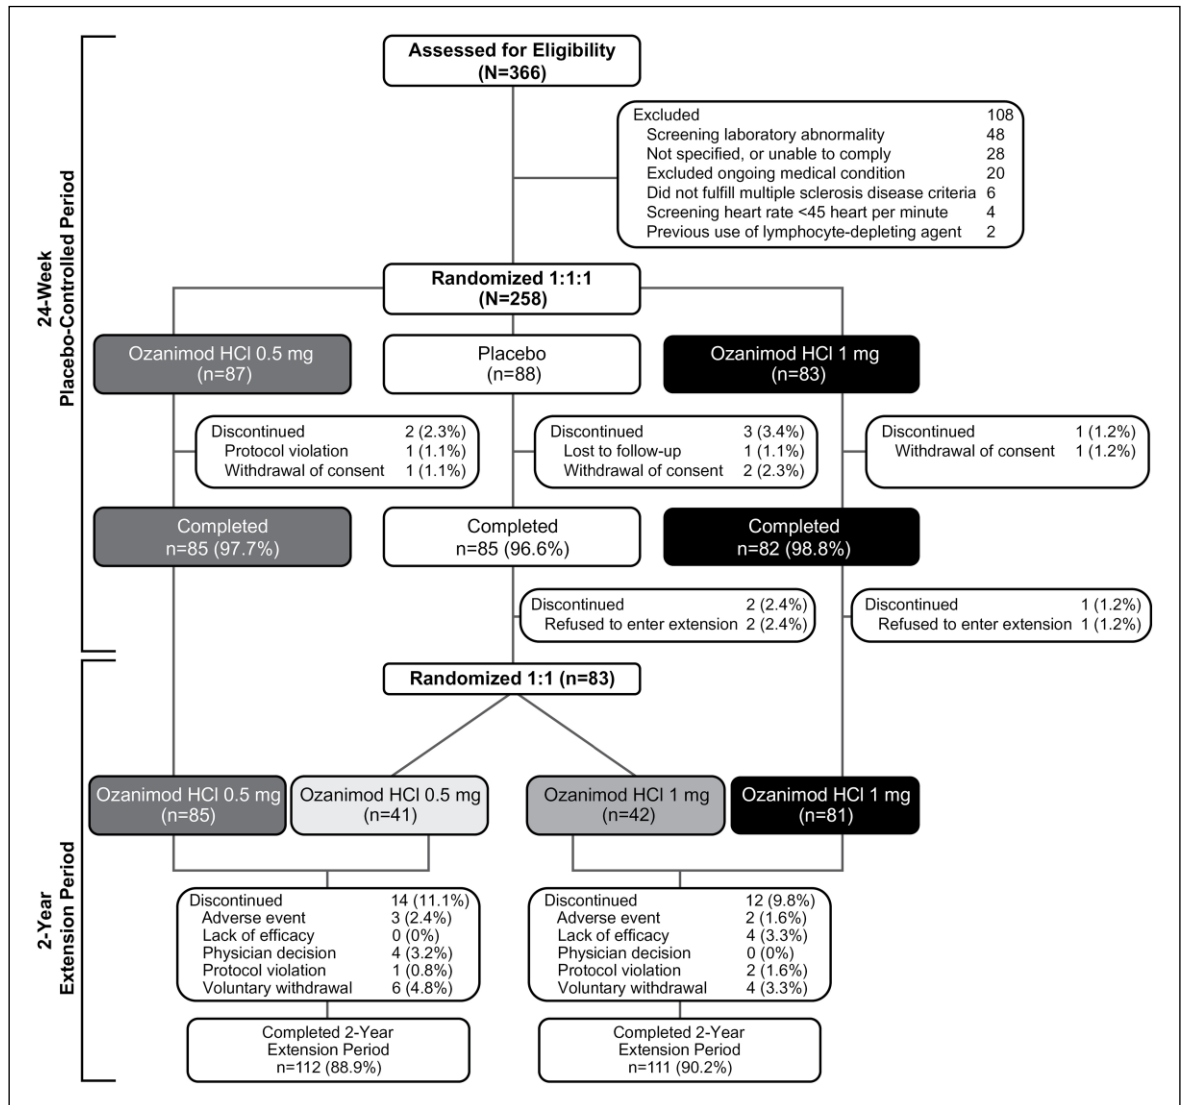 24-Week
Placebo-Controlled Period
Assessed for Eligibility
(N=366)
Excluded 108
Screening laboratory abnormality 48
Not specified, or unable to comply 28
Excluded ongoing medical condition 20
Did not fulfill multiple sclerosis disease criteria 6
Screening heart rate <45 heart per minute 4
Previous use of lymphocyte-depleting agent 2
Randomized 1:1:1
(N=258)
Ozanimod HCl 0.5 mg
(n=87)
Placebo
(n=88)
Ozanimod HCl 1 mg
(n=83)
Discontinued 2 (2.3%)
Protocol violation 1 (1.1%)
Withdrawal of consent 1 (1.1%)
Discontinued 3 (3.4%)
Lost to follow-up 1 (1.1%)
Withdrawal of consent 2 (2.3%)
Discontinued 1 (1.2%)
Withdrawal of consent 1 (1.2%)
Completed
n=85 (97.7%)
Completed
n=85 (96.6%)
Completed
n=82 (98.8%)
Discontinued 2 (2.4%)
Refused to enter extension 2 (2.4%)
Discontinued 1 (1.2%)
Refused to enter extension 1 (1.2%)
2-Year
Extension Period
Randomized 1:1 (n=83)
Ozanimod HCl 0.5 mg
(n=85)
Ozanimod HCl 0.5 mg
(n=41)
Ozanimod HCl 1 mg
(n=42)
Ozanimod HCl 1 mg
(n=81)
Discontinued 14 (11.1%)
Adverse event 3 (2.4%)
Lack of efficacy 0 (0%)
Physician decision 4 (3.2%)
Protocol violation 1 (0.8%)
Voluntary withdrawal 6 (4.8%)
Discontinued 12 (9.8%)
Adverse event 2 (1.6%)
Lack of efficacy 4 (3.3%)
Physician decision 0 (0%)
Protocol violation 2 (1.6%)
Voluntary withdrawal 4 (3.3%)
Completed 2-Year
Extension Period
n=112 (88.9%)
Completed 2-Year
Extension Period
n=111 (90.2%)